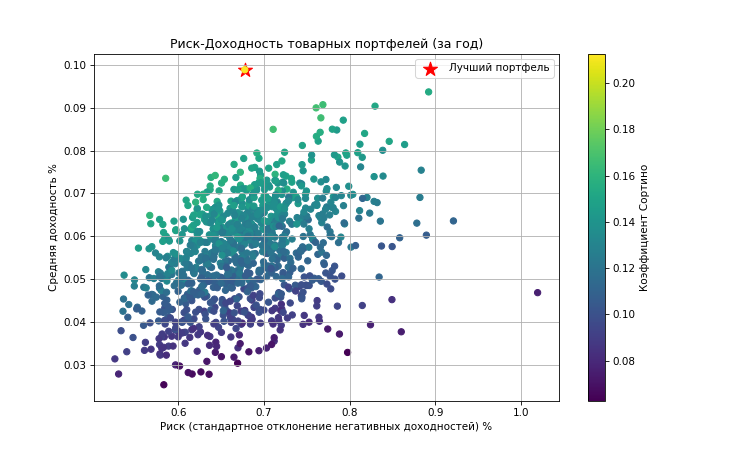 Риск-Доходность товарных портфелей (за год)
Лучший портфель
Средняя доходность %
0.10
0.09
0.08
0.07
0.06
0.05
0.04
0.03
0.6 0.7 0.8 0.9 1.0
Риск (стандартное отклонение негативных доходностей) %
0.20
0.18
0.16
0.14
0.12
0.10
0.08
Коэффициент Сортино